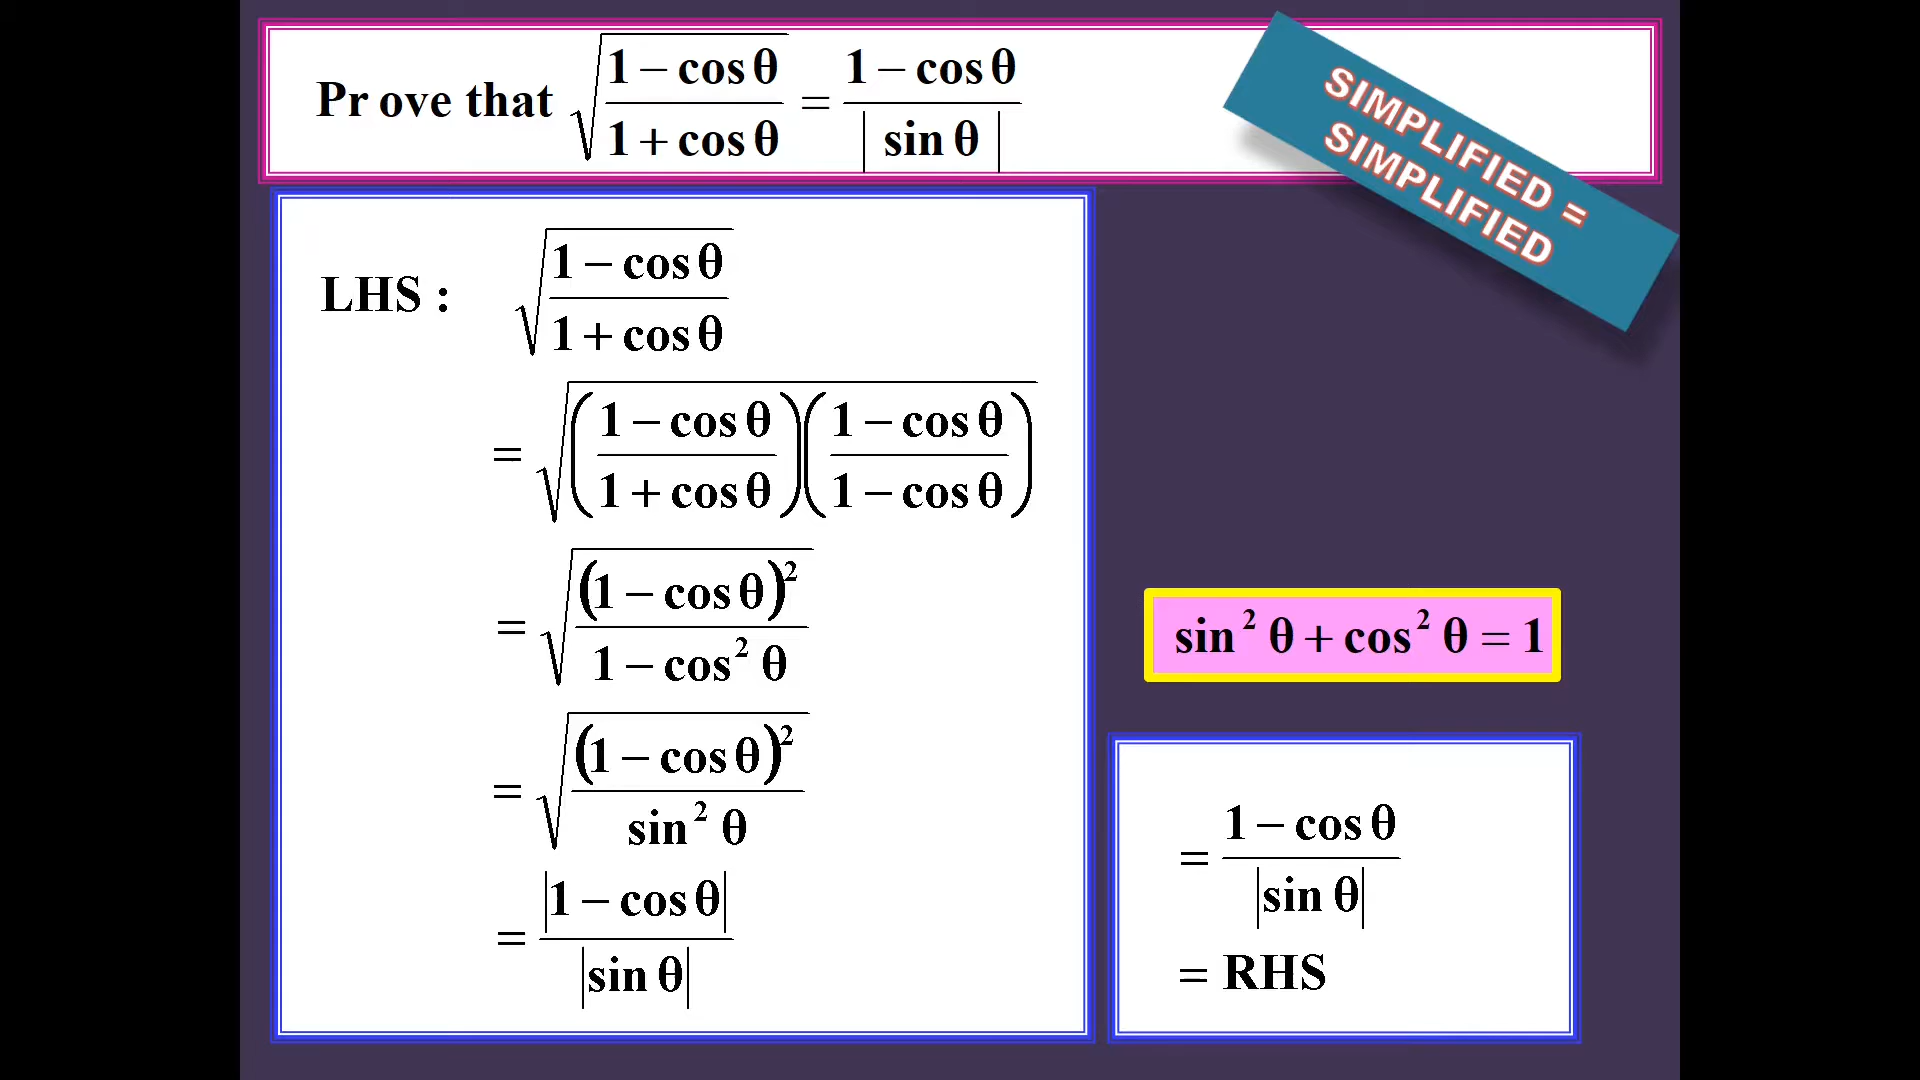 Pr ove that √((1 − cos θ)/(1 + cos θ)) = (1 − cos θ)/| sin θ |
SIMPLIFIED =
SIMPLIFIED
LHS : √((1 − cos θ)/(1 + cos θ))
= √(((1 − cos θ)/(1 + cos θ))((1 − cos θ)/(1 − cos θ)))
= √((1 − cos θ)²/(1 − cos² θ))
= √((1 − cos θ)²/sin² θ)
= |1 − cos θ|/|sin θ|
sin² θ + cos² θ = 1
= (1 − cos θ)/|sin θ|
= RHS